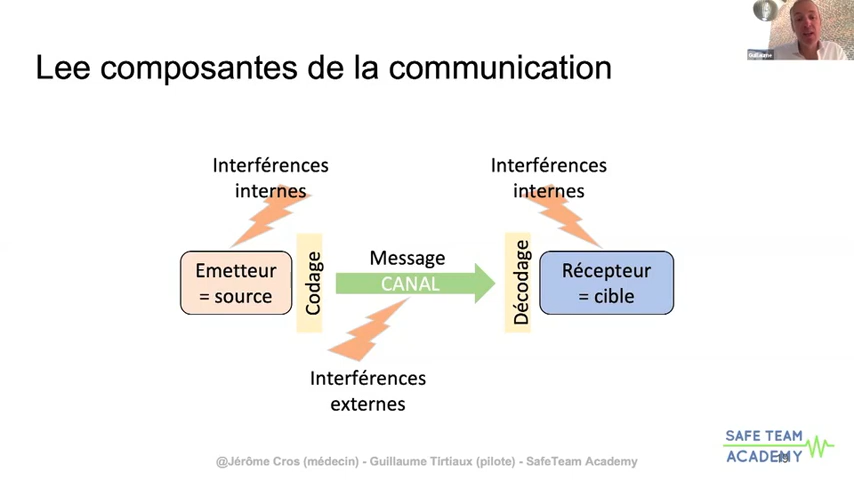 Lee composantes de la communication
Guillaume
Interférences
internes
Interférences
internes
Emetteur
= source
Codage
Message
CANAL
Décodage
Récepteur
= cible
Interférences
externes
SAFE TEAM
ACADEMY
@Jérôme Cros (médecin) - Guillaume Tirtiaux (pilote) - SafeTeam Academy